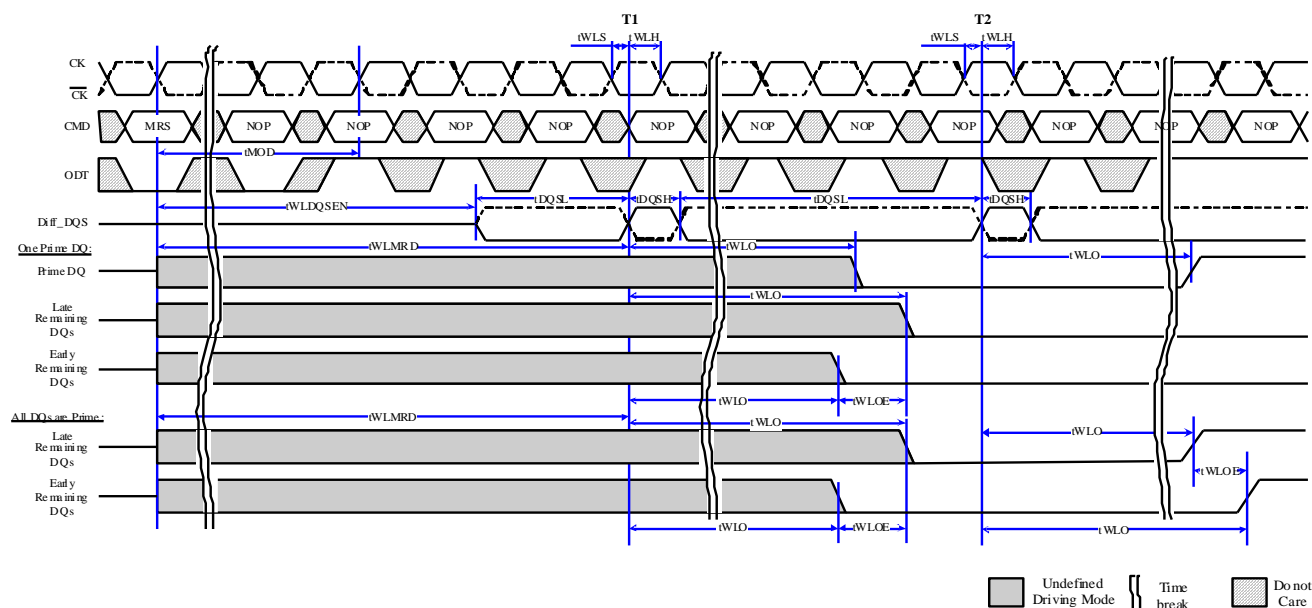 T1 T2
tWLS tWLH tWLS tWLH
CK
CK
CMD MRS NOP NOP NOP NOP NOP NOP NOP NOP NOP NOP NOP
tMOD
ODT
tWLDQSEN tDQSL tDQSH tDQSL tDQSH
Diff_DQS
One Prime DQ: tWLMRD tWLO tWLO
Prime DQ
tWLO
Late
Remaining
DQs
Early
Remaining
DQs
tWLO tWLOE
All DQs are Prime: tWLMRD tWLO
Late
Remaining
DQs
tWLO
tWLOE
Early
Remaining
DQs
tWLO tWLOE tWLO
Undefined
Driving Mode
Time
break
Do not
Care